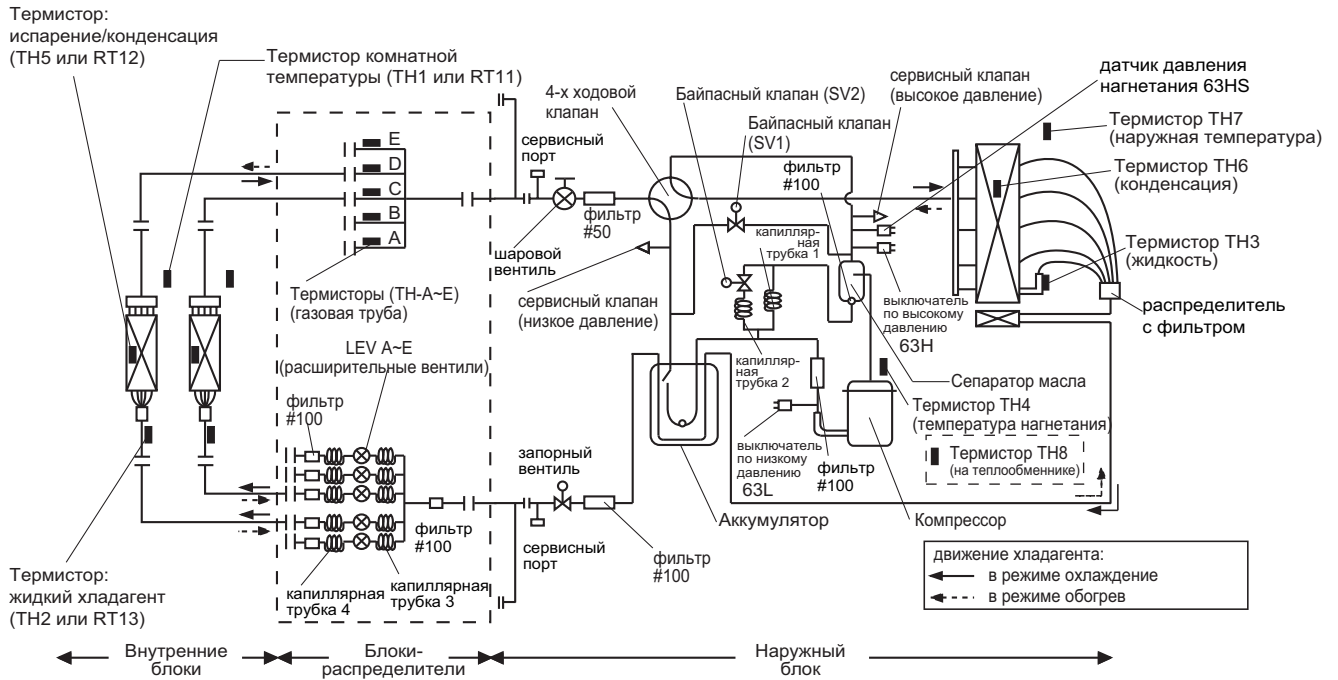 Термистор:
испарение/конденсация
(TH5 или RT12)
Термистор комнатной
температуры (TH1 или RT11)
4-х ходовой
клапан
Байпасный клапан (SV2)
Байпасный клапан
(SV1)
сервисный клапан
(высокое давление)
датчик давления
нагнетания 63HS
Термистор TH7
(наружная температура)
Термистор TH6
(конденсация)
Термистор TH3
(жидкость)
распределитель
с фильтром
E
D
C
B
A
сервисный
порт
фильтр
#50
шаровой
вентиль
фильтр
#100
капилляр-
ная
трубка 1
сервисный клапан
(низкое давление)
выключатель
по высокому
давлению
63H
Термисторы (TH-A~E)
(газовая труба)
LEV A~E
(расширительные вентили)
фильтр
#100
капилляр-
ная
трубка 2
Сепаратор масла
Термистор TH4
(температура нагнетания)
Термистор TH8
(на теплообменнике)
запорный
вентиль
выключатель
по низкому
давлению
63L
фильтр
#100
фильтр
#100
Аккумулятор
Компрессор
сервисный
порт
фильтр
#100
движение хладагента:
в режиме охлаждение
в режиме обогрев
Термистор:
жидкий хладагент
(TH2 или RT13)
капиллярная
трубка 4
капиллярная
трубка 3
Внутренние
блоки
Блоки-
распределители
Наружный
блок